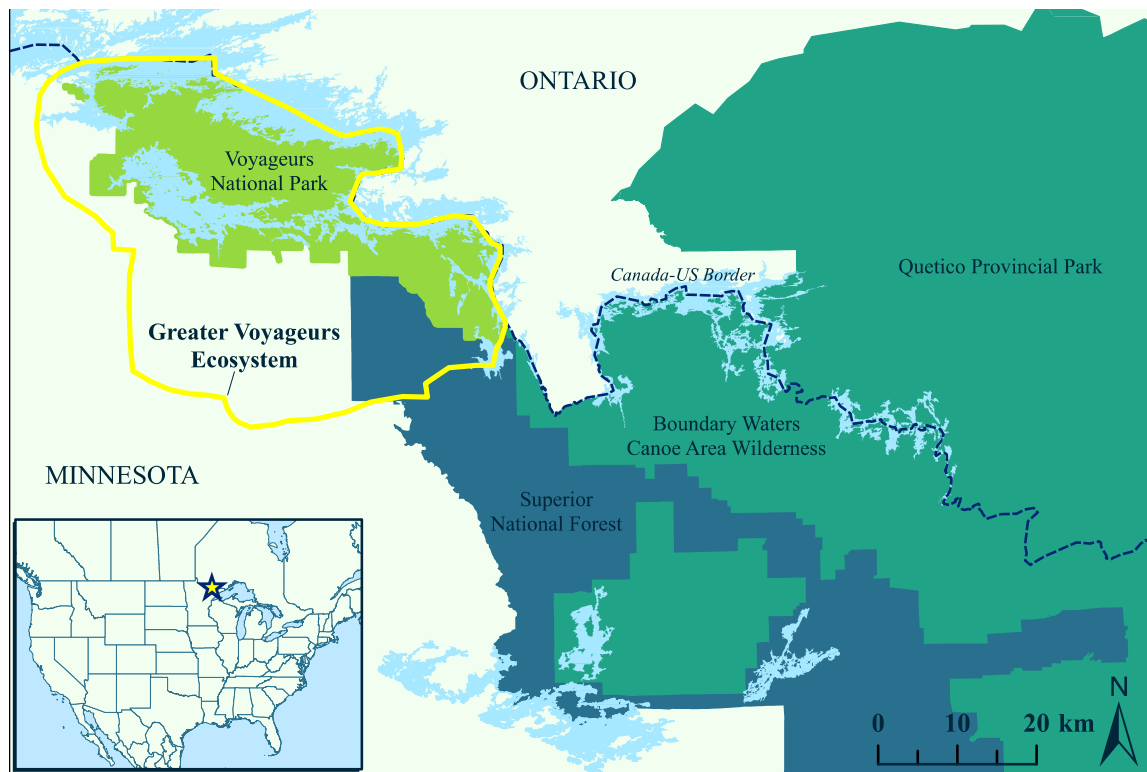 ONTARIO
Voyageurs
National Park
Canada-US Border
Quetico Provincial Park
Greater Voyageurs
Ecosystem
Boundary Waters
Canoe Area Wilderness
MINNESOTA
Superior
National Forest
N
0 10 20 km